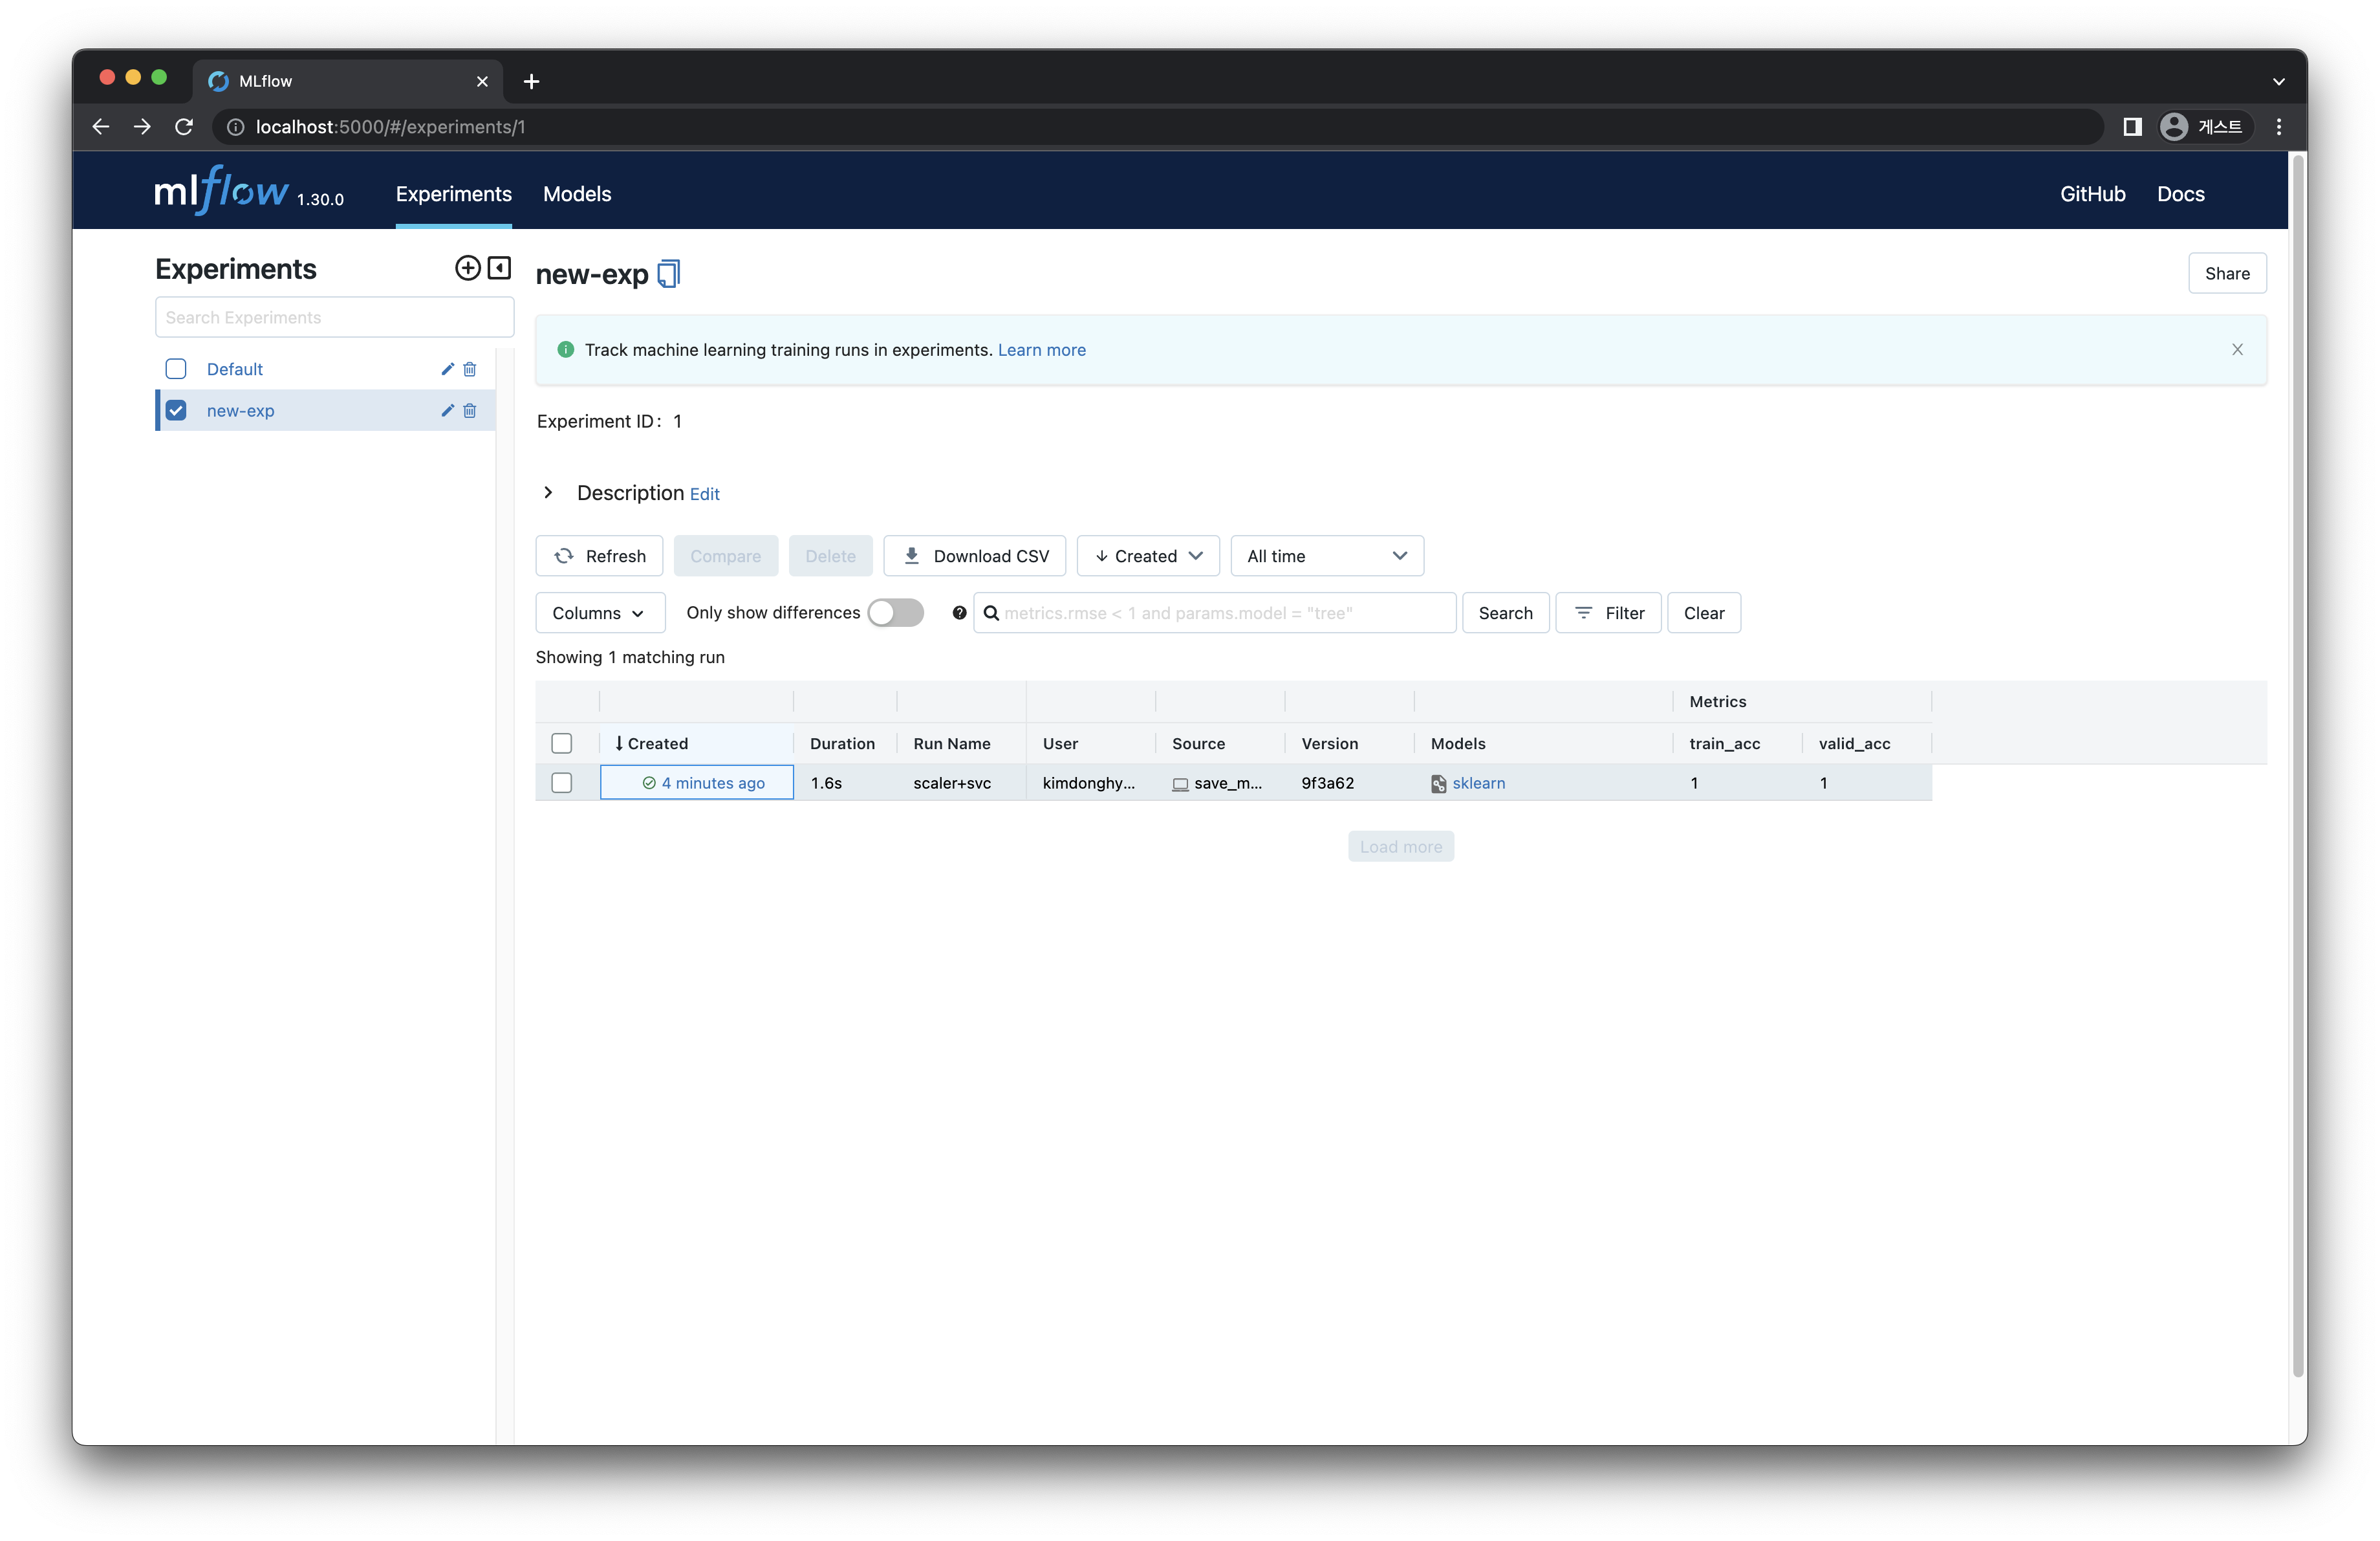 MLflow
localhost:5000/#/experiments/1
게스트
mlflow 1.30.0
Experiments
Models
GitHub
Docs
Experiments
Search Experiments
Default
new-exp
new-exp
Share
Track machine learning training runs in experiments. Learn more
Experiment ID: 1
Description Edit
Refresh
Compare
Delete
Download CSV
Created
All time
Columns
Only show differences
metrics.rmse < 1 and params.model = "tree"
Search
Filter
Clear
Showing 1 matching run
Metrics
Created Duration Run Name User Source Version Models train_acc valid_acc
4 minutes ago 1.6s scaler+svc kimdonghy... save_m... 9f3a62 sklearn 1 1
Load more